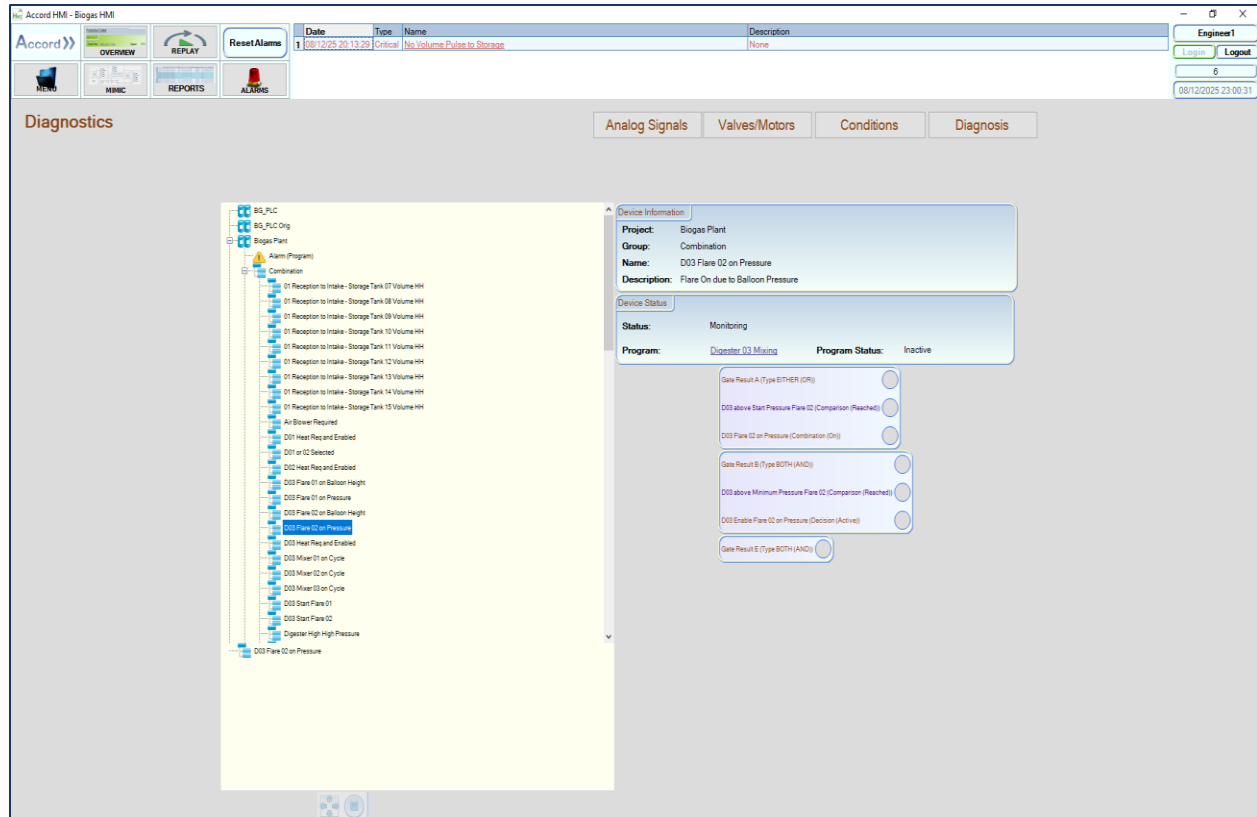 Accord HMI - Biogas HMI
Accord
OVERVIEW
REPLAY
Reset Alarms
MENU
MIMIC
REPORTS
ALARMS
Date Type Name Description
1 08/12/25 20:13:29 Critical No Volume Pulse to Storage None
Engineer1
Login Logout
6
08/12/2025 23:00:31
Diagnostics
Analog Signals Valves/Motors Conditions Diagnosis
BG_PLC
BG_PLC Orig
Biogas Plant
Alarm (Program)
Combination
01 Reception to Intake - Storage Tank 07 Volume HH
01 Reception to Intake - Storage Tank 08 Volume HH
01 Reception to Intake - Storage Tank 09 Volume HH
01 Reception to Intake - Storage Tank 10 Volume HH
01 Reception to Intake - Storage Tank 11 Volume HH
01 Reception to Intake - Storage Tank 12 Volume HH
01 Reception to Intake - Storage Tank 13 Volume HH
01 Reception to Intake - Storage Tank 14 Volume HH
01 Reception to Intake - Storage Tank 15 Volume HH
Air Blower Required
D01 Heat Req and Enabled
D01 or 02 Selected
D02 Heat Req and Enabled
D03 Flare 01 on Balloon Height
D03 Flare 01 on Pressure
D03 Flare 02 on Balloon Height
D03 Flare 02 on Pressure
D03 Heat Req and Enabled
D03 Mixer 01 on Cycle
D03 Mixer 02 on Cycle
D03 Mixer 03 on Cycle
D03 Start Flare 01
D03 Start Flare 02
Digester High High Pressure
D03 Flare 02 on Pressure
Device Information
Project: Biogas Plant
Group: Combination
Name: D03 Flare 02 on Pressure
Description: Flare On due to Balloon Pressure
Device Status
Status: Monitoring
Program: Digester 03 Mixing Program Status: Inactive
Gate Result A (Type EITHER (OR))
D03 above Start Pressure Flare 02 (Comparison (Reached))
D03 Flare 02 on Pressure (Combination (On))
Gate Result B (Type BOTH (AND))
D03 above Minimum Pressure Flare 02 (Comparison (Reached))
D03 Enable Flare 02 on Pressure (Decision (Active))
Gate Result E (Type BOTH (AND))